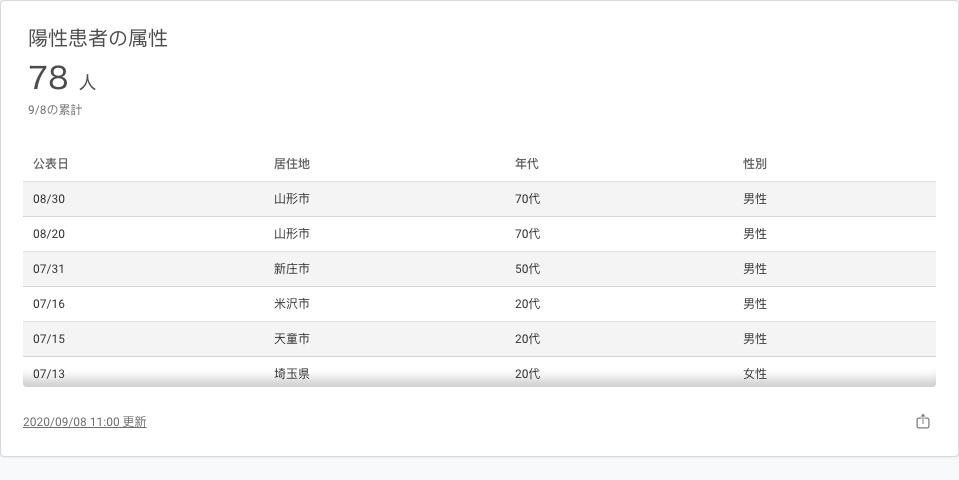 陽性患者の属性
78 人
9/8の累計
公表日 居住地 年代 性別
08/30 山形市 70代 男性
08/20 山形市 70代 男性
07/31 新庄市 50代 男性
07/16 米沢市 20代 男性
07/15 天童市 20代 男性
07/13 埼玉県 20代 女性
2020/09/08 11:00 更新